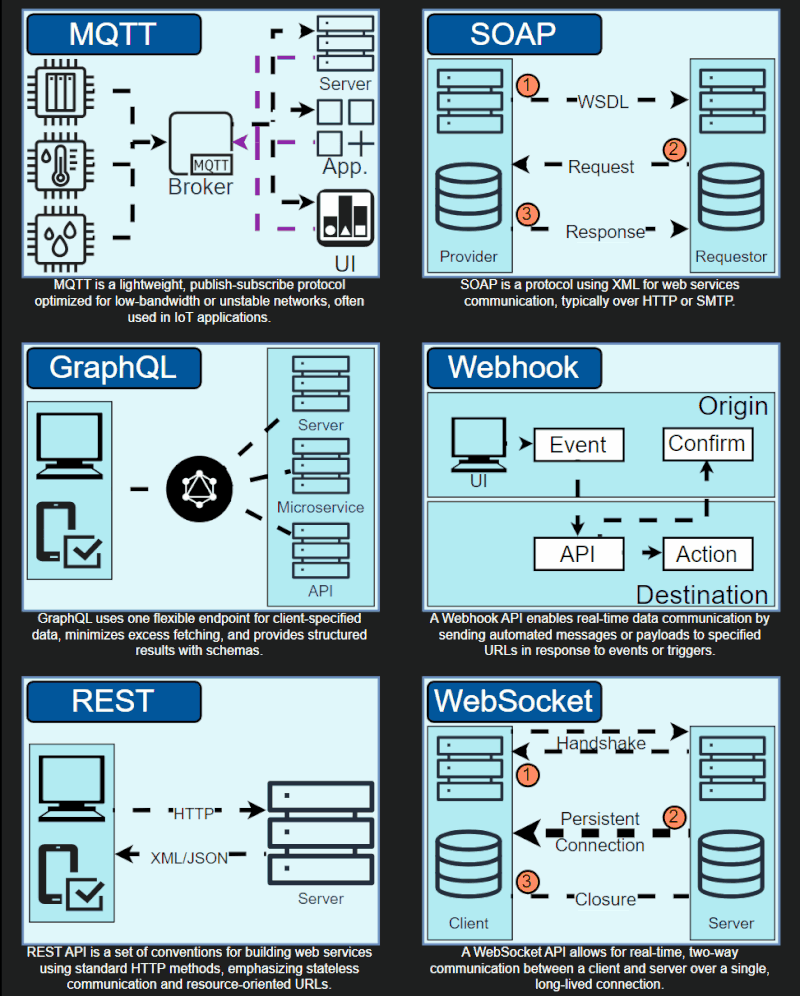 MQTT
Server
MQTT
Broker
App.
UI
MQTT is a lightweight, publish-subscribe protocol
optimized for low-bandwidth or unstable networks, often
used in IoT applications.
SOAP
1
WSDL
2
Request
3
Response
Provider
Requestor
SOAP is a protocol using XML for web services
communication, typically over HTTP or SMTP.
GraphQL
Server
Microservice
API
GraphQL uses one flexible endpoint for client-specified
data, minimizes excess fetching, and provides structured
results with schemas.
Webhook
Origin
UI
Event
Confirm
API
Action
Destination
A Webhook API enables real-time data communication by
sending automated messages or payloads to specified
URLs in response to events or triggers.
REST
HTTP
XML/JSON
Server
REST API is a set of conventions for building web services
using standard HTTP methods, emphasizing stateless
communication and resource-oriented URLs.
WebSocket
Handshake
1
Persistent
2
Connection
3
Closure
Client
Server
A WebSocket API allows for real-time, two-way
communication between a client and server over a single,
long-lived connection.